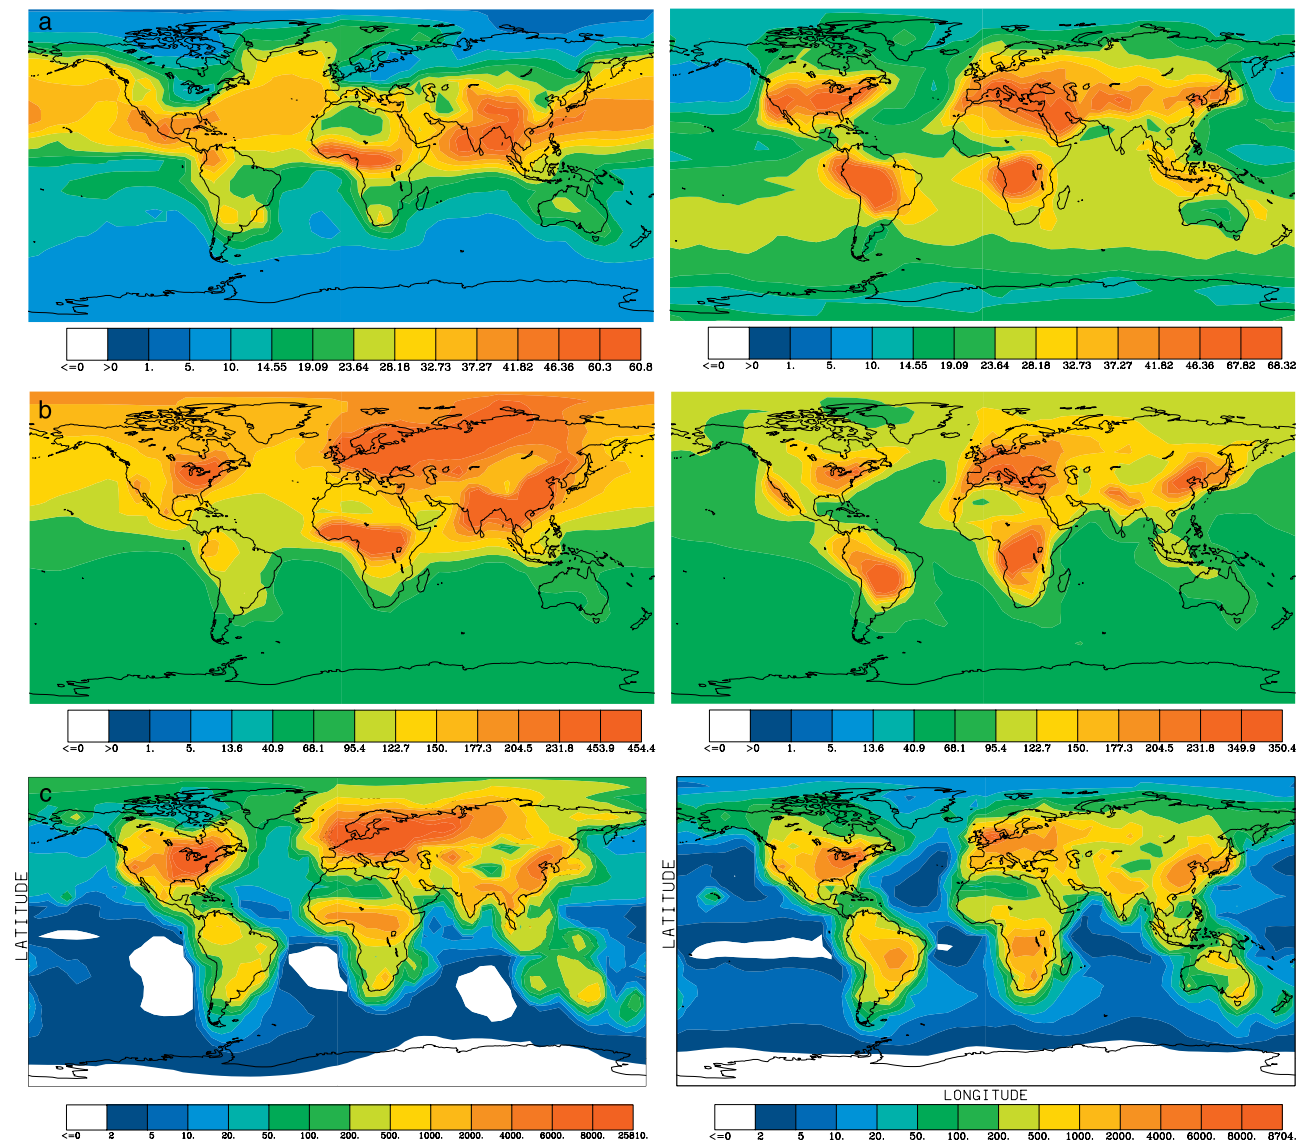 a
<=0 >0 1. 5. 10. 14.55 19.09 23.64 28.18 32.73 37.27 41.82 46.36 60.3 60.8
<=0 >0 1. 5. 10. 14.55 19.09 23.64 28.18 32.73 37.27 41.82 46.36 67.82 68.32
b
<=0 >0 1. 5. 13.6 40.9 68.1 95.4 122.7 150. 177.3 204.5 231.8 453.9 454.4
<=0 >0 1. 5. 13.6 40.9 68.1 95.4 122.7 150. 177.3 204.5 231.8 349.9 350.4
c
LATITUDE
LATITUDE
LONGITUDE
<=0 2 5 10. 20. 50. 100. 200. 500. 1000. 2000. 4000. 6000. 8000. 25810.
<=0 2 5 10. 20. 50. 100. 200. 500. 1000. 2000. 4000. 6000. 8000. 8704.